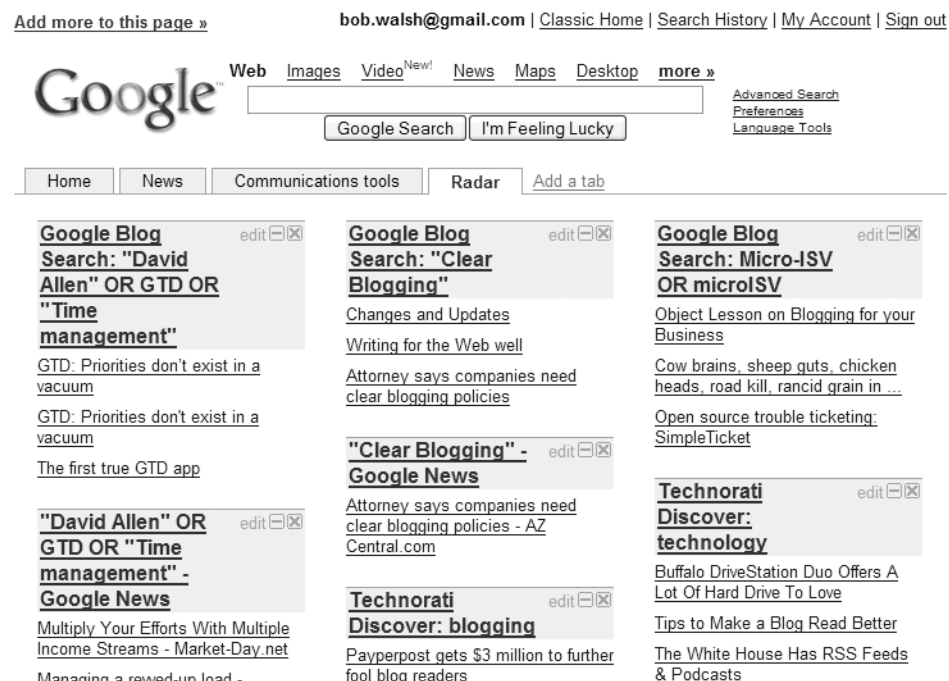 Add more to this page »
bob.walsh@gmail.com | Classic Home | Search History | My Account | Sign out
Google™
Web Images Video New! News Maps Desktop more »
Advanced Search
Preferences
Language Tools
Google Search I'm Feeling Lucky
Home News Communications tools Radar Add a tab
Google Blog
Search: "David
Allen" OR GTD OR
"Time
management"
edit
GTD: Priorities don't exist in a
vacuum
GTD: Priorities don't exist in a
vacuum
The first true GTD app
"David Allen" OR
GTD OR "Time
management" -
Google News
edit
Multiply Your Efforts With Multiple
Income Streams - Market-Day.net
Managing a rewed-up load -
Google Blog
Search: "Clear
Blogging"
edit
Changes and Updates
Writing for the Web well
Attorney says companies need
clear blogging policies
"Clear Blogging" -
Google News
edit
Attorney says companies need
clear blogging policies - AZ
Central.com
Technorati
Discover: blogging
edit
Payperpost gets $3 million to further
fool blog readers
Google Blog
Search: Micro-ISV
OR microISV
edit
Object Lesson on Blogging for your
Business
Cow brains, sheep guts, chicken
heads, road kill, rancid grain in ...
Open source trouble ticketing:
SimpleTicket
Technorati
Discover:
technology
edit
Buffalo DriveStation Duo Offers A
Lot Of Hard Drive To Love
Tips to Make a Blog Read Better
The White House Has RSS Feeds
& Podcasts